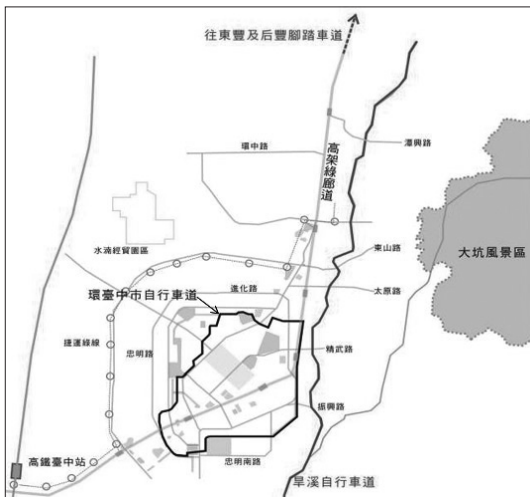 往東豐及后豐腳踏車道
潭興路
高架綠廊道
環中路
水湳經貿園區
東山路
大坑風景區
太原路
進化路
環臺中市自行車道
捷運綠線
忠明路
精武路
振興路
高鐵臺中站
忠明南路
旱溪自行車道